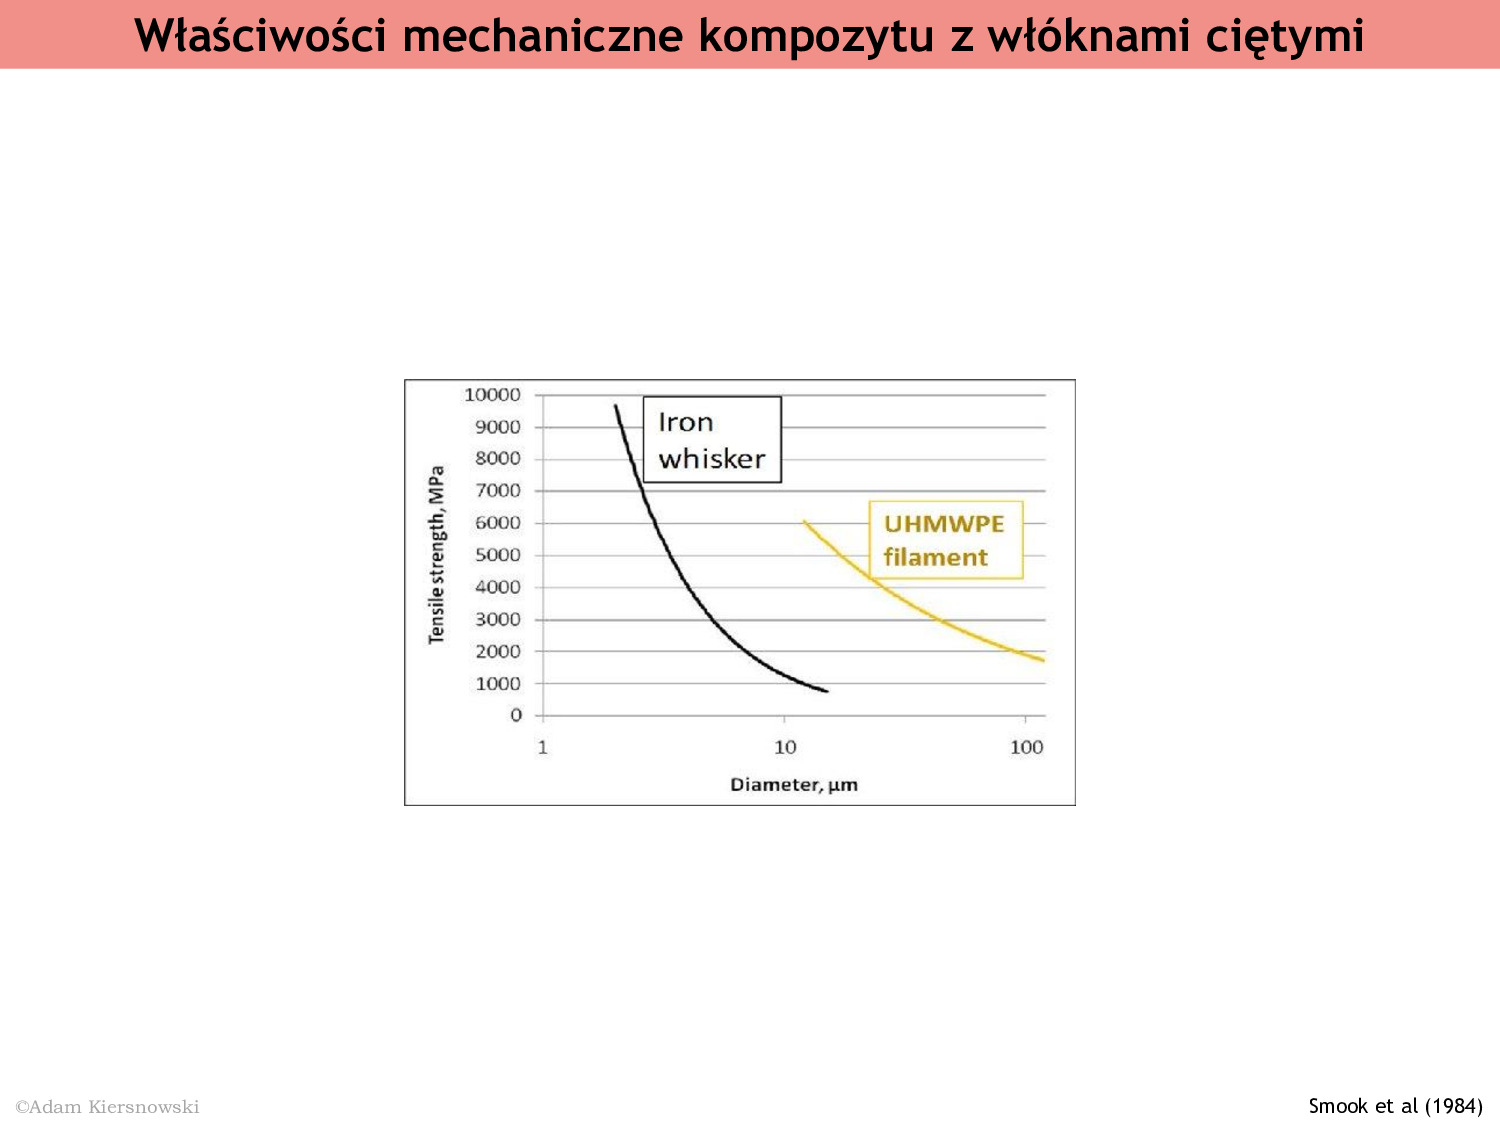 Właściwości mechaniczne kompozytu z włóknami ciętymi
10000
9000
8000
7000
6000
5000
4000
3000
2000
1000
0
Tensile strength, MPa
Iron
whisker
UHMWPE
filament
1 10 100
Diameter, µm
©Adam Kiersnowski
Smook et al (1984)